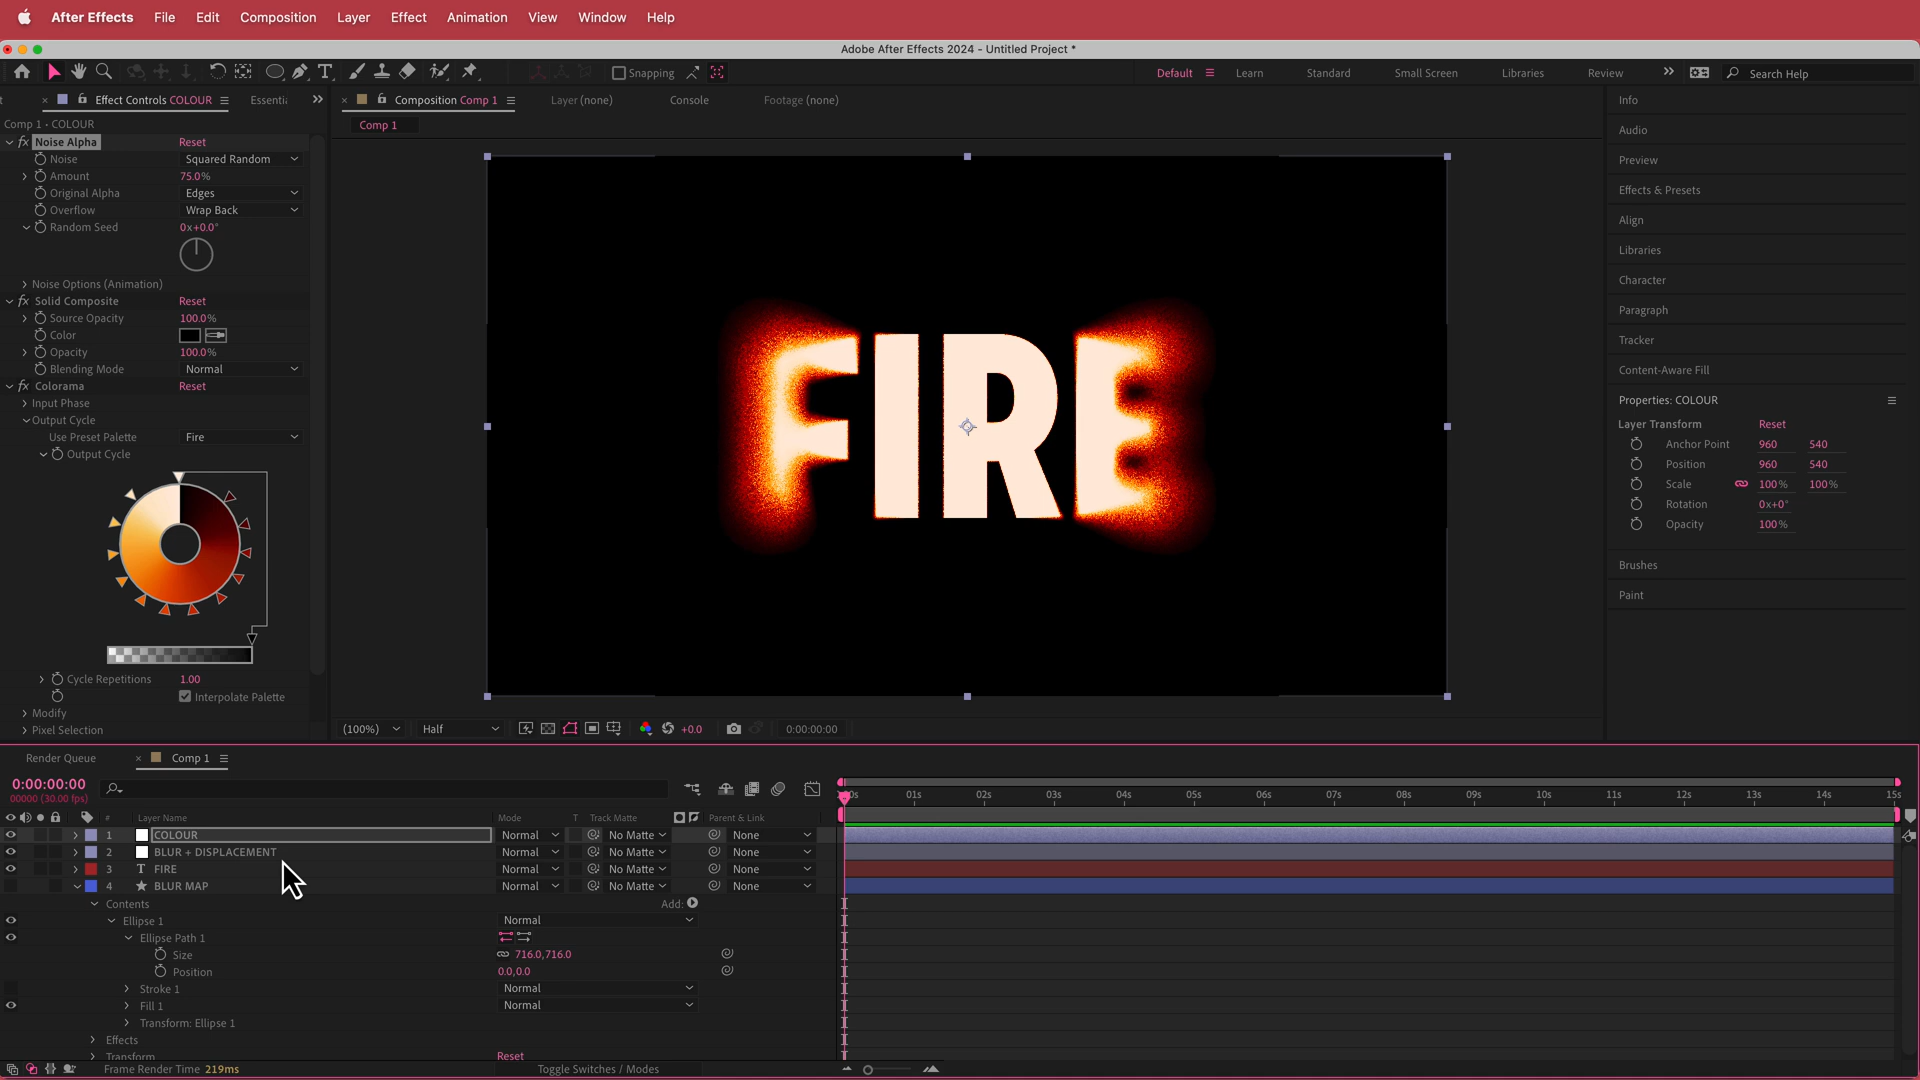 After Effects File Edit Composition Layer Effect Animation View Window Help
Adobe After Effects 2024 - Untitled Project *
Snapping
Default Learn Standard Small Screen Libraries Review Search Help
Effect Controls COLOUR Essenti
Composition Comp 1 Layer (none) Console Footage (none)
Comp 1 • COLOUR
Comp 1
fx Noise Alpha Reset
Noise Squared Random
Amount 75.0%
Original Alpha Edges
Overflow Wrap Back
Random Seed 0x+0.0°
Noise Options (Animation)
fx Solid Composite Reset
Source Opacity 100.0%
Color
Opacity 100.0%
Blending Mode Normal
fx Colorama Reset
Input Phase
Output Cycle
Use Preset Palette Fire
Output Cycle
Cycle Repetitions 1.00
Interpolate Palette
Modify
Pixel Selection
FIRE
(100%) Half +0.0 0:00:00:00
Info
Audio
Preview
Effects & Presets
Align
Libraries
Character
Paragraph
Tracker
Content-Aware Fill
Properties: COLOUR
Layer Transform Reset
Anchor Point 960 540
Position 960 540
Scale 100% 100%
Rotation 0x+0°
Opacity 100%
Brushes
Paint
Render Queue Comp 1
0:00:00:00
00000 (30.00 fps)
00s 01s 02s 03s 04s 05s 06s 07s 08s 09s 10s 11s 12s 13s 14s 15s
# Layer Name Mode T Track Matte Parent & Link
1 COLOUR Normal No Matte None
2 BLUR + DISPLACEMENT Normal No Matte None
3 T FIRE Normal No Matte None
4 BLUR MAP Normal No Matte None
Contents Add:
Ellipse 1 Normal
Ellipse Path 1
Size 716.0,716.0
Position 0.0,0.0
Stroke 1 Normal
Fill 1 Normal
Transform: Ellipse 1
Effects
Transform Reset
Frame Render Time 219ms Toggle Switches / Modes